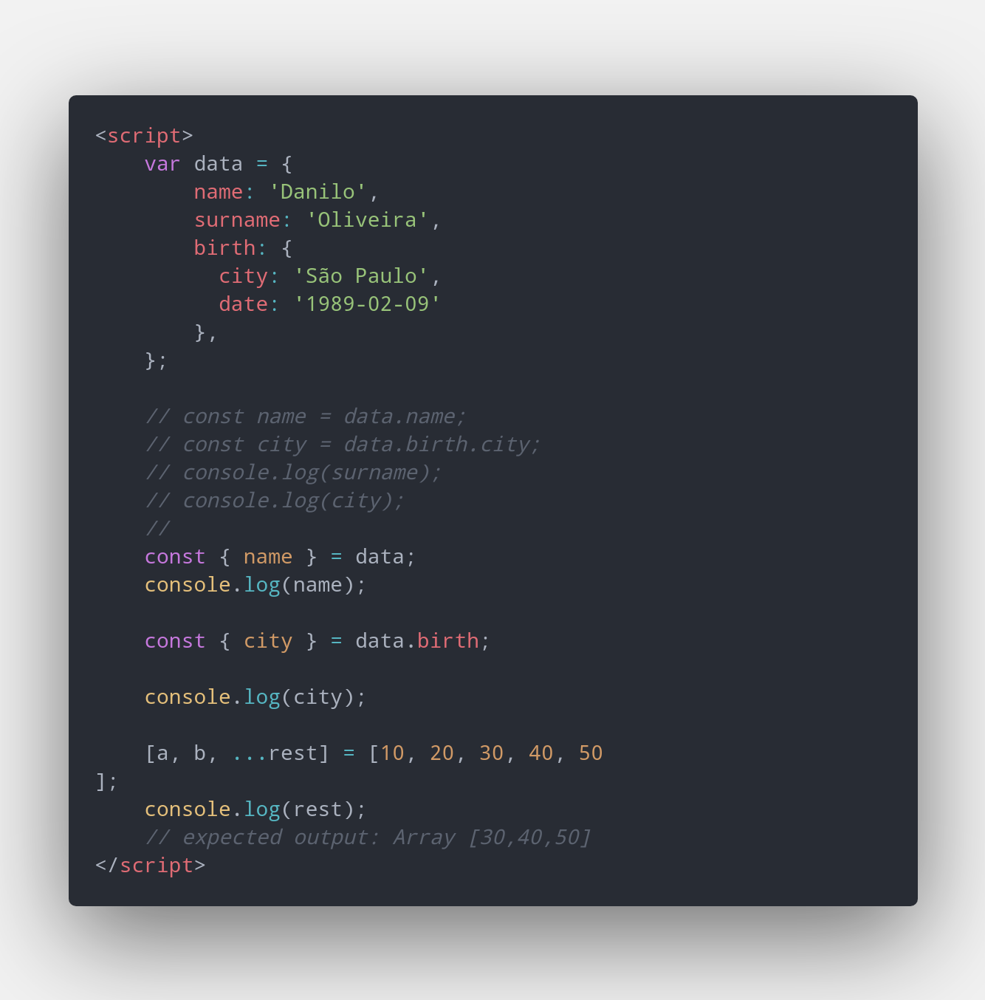 <script>
    var data = {
        name: 'Danilo',
        surname: 'Oliveira',
        birth: {
          city: 'São Paulo',
          date: '1989-02-09'
        },
    };

    // const name = data.name;
    // const city = data.birth.city;
    // console.log(surname);
    // console.log(city);
    //
    const { name } = data;
    console.log(name);

    const { city } = data.birth;

    console.log(city);

    [a, b, ...rest] = [10, 20, 30, 40, 50
];
    console.log(rest);
    // expected output: Array [30,40,50]
</script>